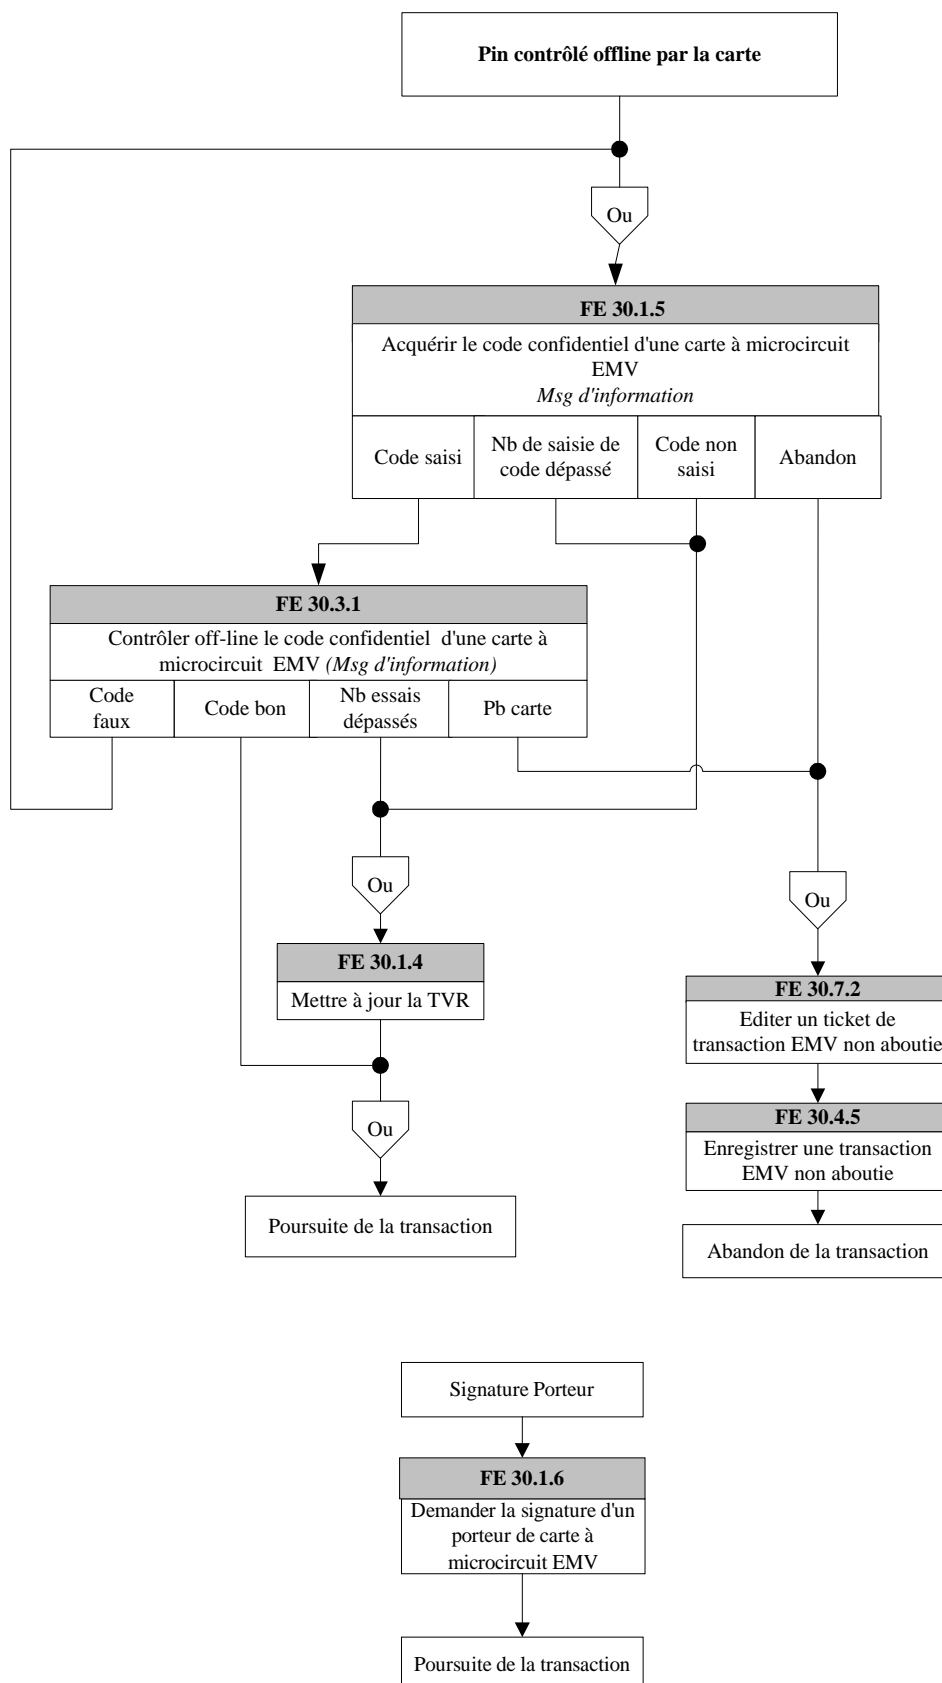 Pin contrôlé offline par la carte
Ou
FE 30.1.5
Acquérir le code confidentiel d'une carte à microcircuit
EMV
Msg d'information
Code saisi
Nb de saisie de
code dépassé
Code non
saisi
Abandon
FE 30.3.1
Contrôler off-line le code confidentiel d'une carte à
microcircuit EMV (Msg d'information)
Code
faux
Code bon
Nb essais
dépassés
Pb carte
Ou
Ou
FE 30.1.4
Mettre à jour la TVR
FE 30.7.2
Editer un ticket de
transaction EMV non aboutie
Ou
FE 30.4.5
Enregistrer une transaction
EMV non aboutie
Poursuite de la transaction
Abandon de la transaction
Signature Porteur
FE 30.1.6
Demander la signature d'un
porteur de carte à
microcircuit EMV
Poursuite de la transaction